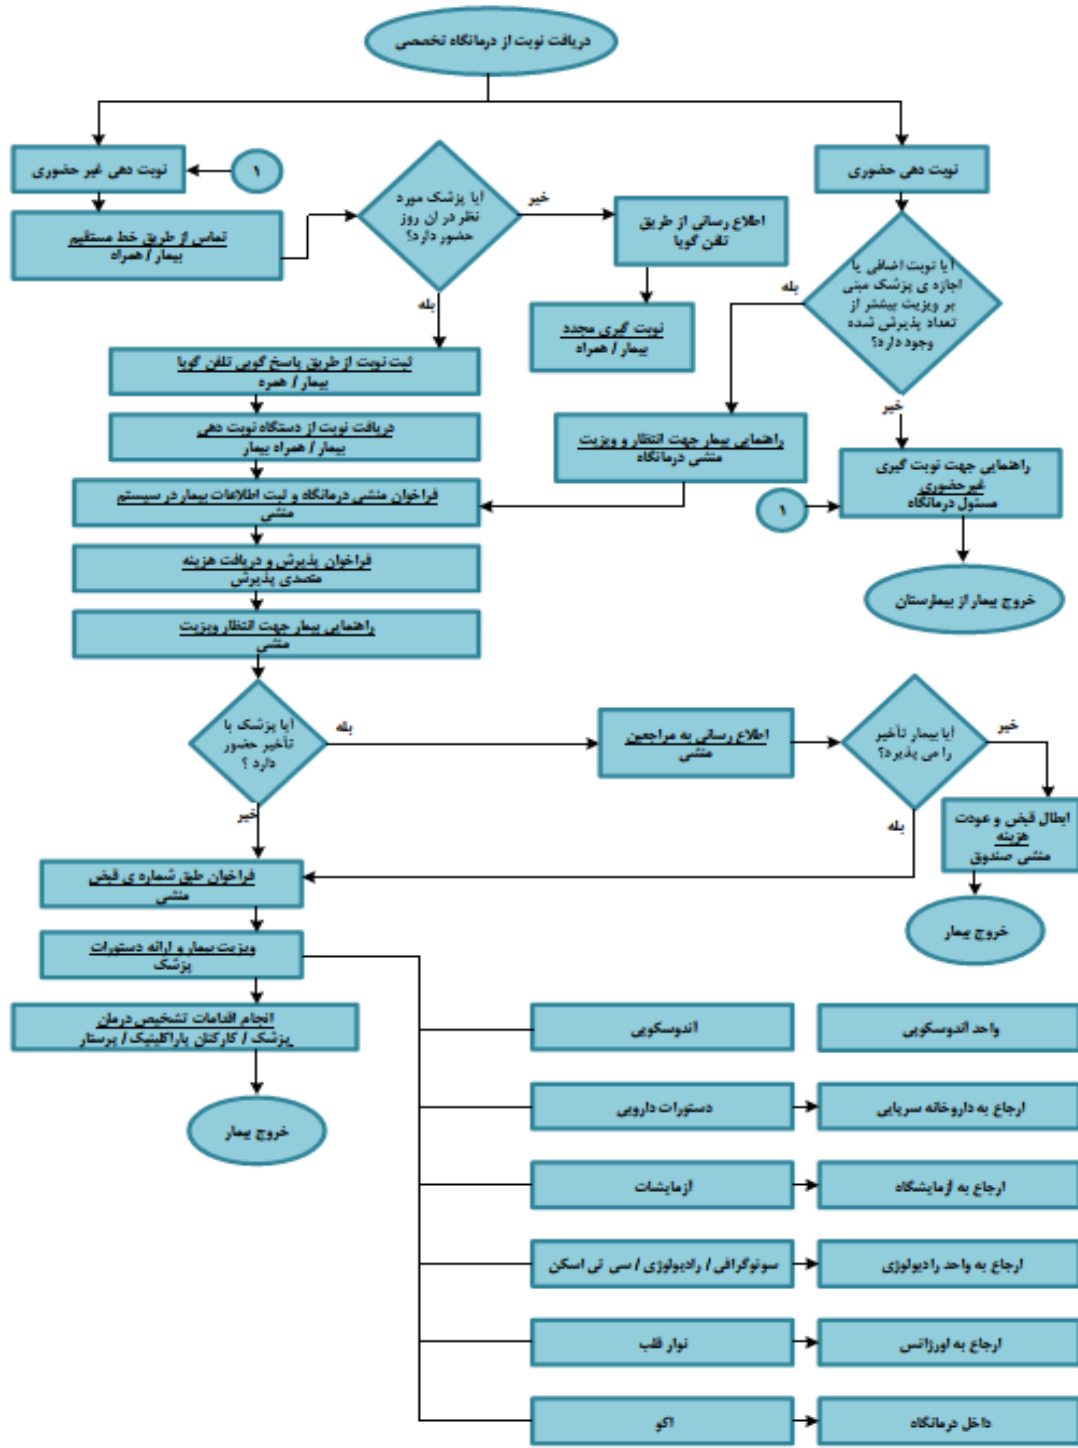 دریافت نوبت از درمانگاه تخصصی
نوبت دهی غیر حضوری
۱
نوبت دهی حضوری
تماس از طریق خط مستقیم
بیمار / همراه
آیا پزشک مورد
نظر در ان روز
حضور دارد؟
خیر
بله
اطلاع رسانی از طریق
تلفن گویا
نوبت گیری مجدد
بیمار / همراه
آیا نوبت اضافی یا
اجازه ی پزشک مبنی
بر ویزیت بیشتر از
تعداد پذیرش شده
وجود دارد؟
بله
خیر
ثبت نوبت از طریق پاسخ گویی تلفن گویا
بیمار / همره
دریافت نوبت از دستگاه نوبت دهی
بیمار / همراه بیمار
راهنمایی بیمار جهت انتظار و ویزیت
منشی درمانگاه
راهنمایی جهت نوبت گیری
غیرحضوری
مسئول درمانگاه
۱
فراخوان منشی درمانگاه و ثبت اطلاعات بیمار در سیستم
منشی
فراخوان پذیرش و دریافت هزینه
متصدی پذیرش
خروج بیمار از بیمارستان
راهنمایی بیمار جهت انتظار ویزیت
منشی
آیا پزشک با
تأخیر حضور
دارد ؟
بله
خیر
اطلاع رسانی به مراجعین
منشی
آیا بیمار تأخیر
را می پذیرد؟
خیر
بله
ابطال قبض و عودت
هزینه
منشی صندوق
خروج بیمار
فراخوان طبق شماره ی قبض
منشی
ویزیت بیمار و ارائه دستورات
پزشک
انجام اقدامات تشخیص درمان
پزشک / کارکنان پاراکلینیک / پرستار
خروج بیمار
آندوسکوپی
واحد آندوسکوپی
دستورات دارویی
ارجاع به داروخانه سرپایی
آزمایشات
ارجاع به آزمایشگاه
سونوگرافی / رادیولوژی / سی تی اسکن
ارجاع به واحد رادیولوژی
نوار قلب
ارجاع به اورژانس
اکو
داخل درمانگاه